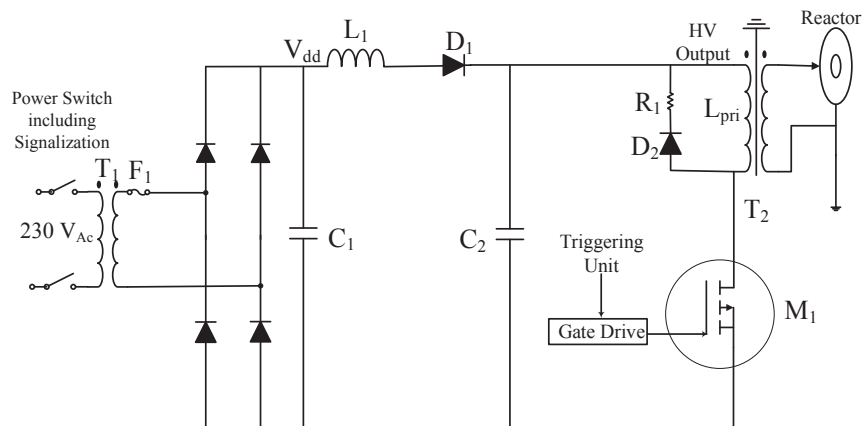 Power Switch
including
Signalization
T1
F1
230 VAc
Vdd
L1
D1
C1
C2
HV
Output
R1
D2
Lpri
T2
Reactor
Triggering
Unit
Gate Drive
M1